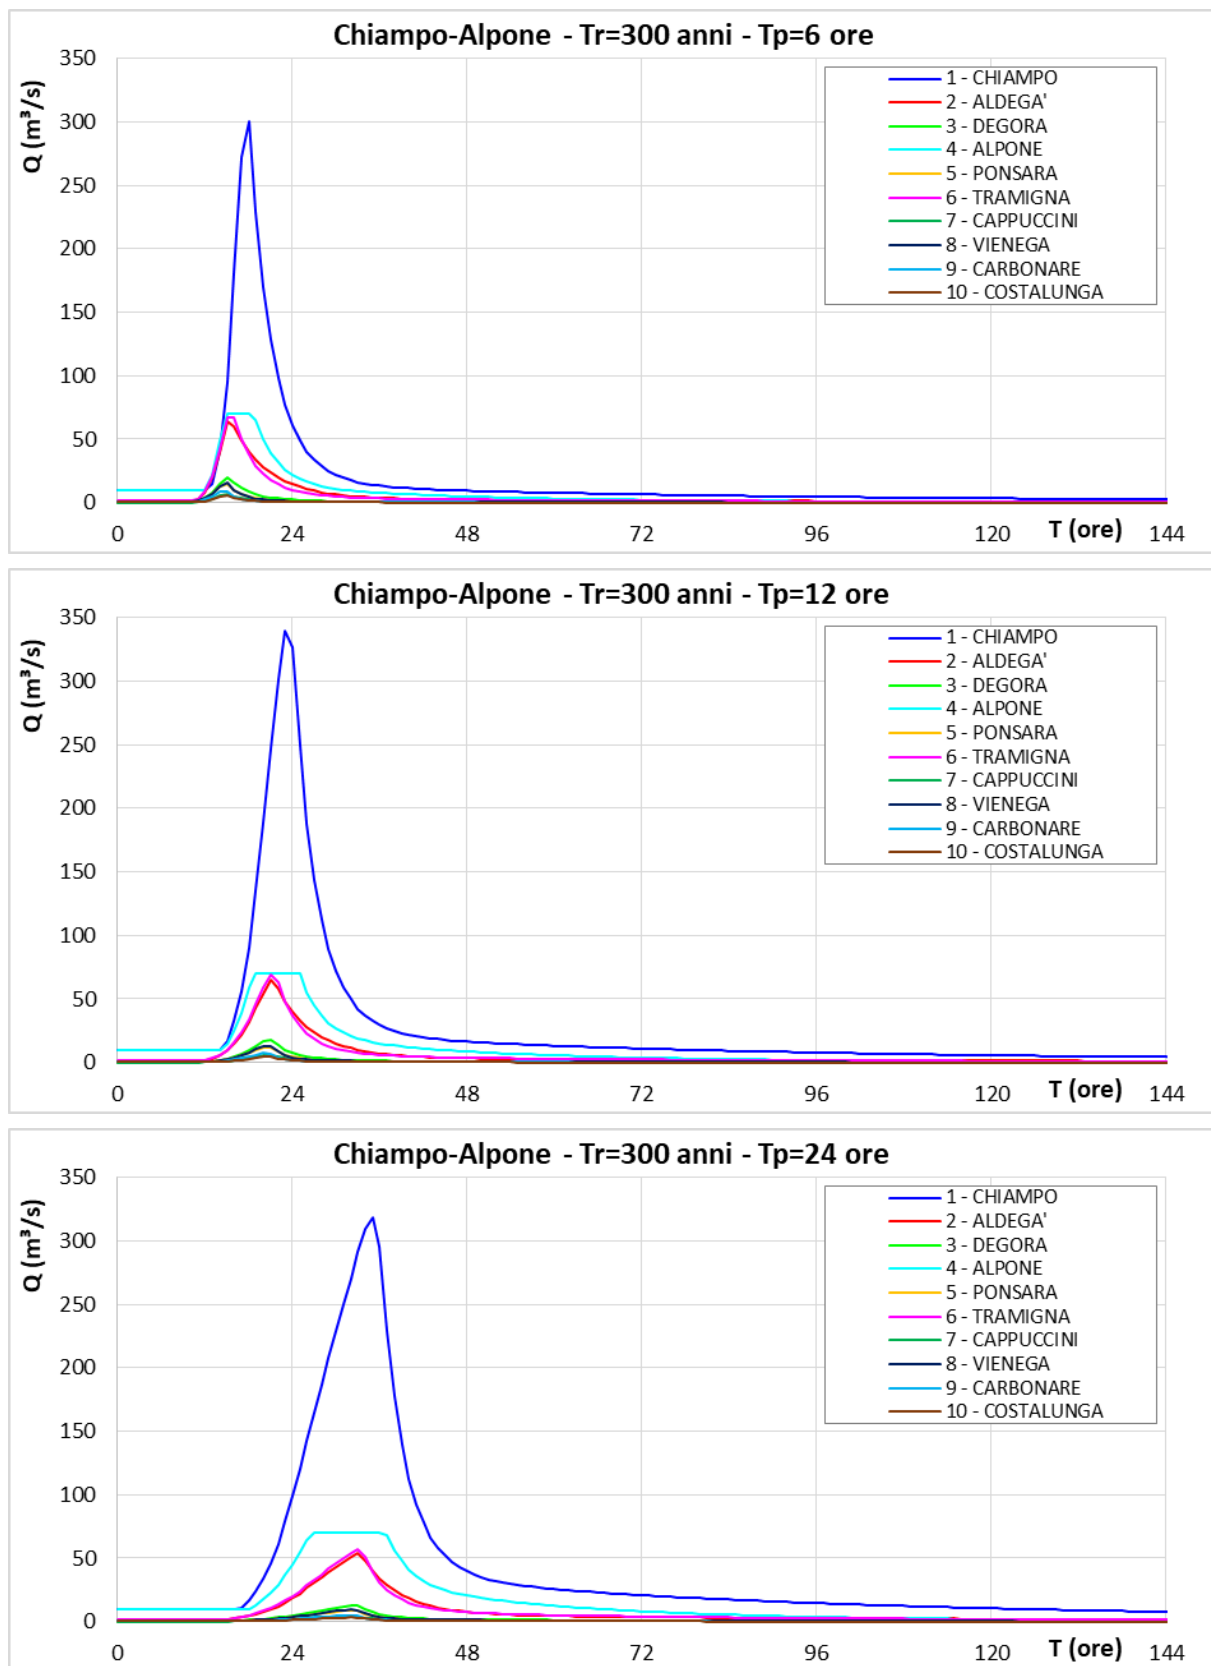 Chiampo-Alpone - Tr=300 anni - Tp=6 ore
Q (m³/s)
350
300
250
200
150
100
50
0
1 - CHIAMPO
2 - ALDEGA'
3 - DEGORA
4 - ALPONE
5 - PONSARA
6 - TRAMIGNA
7 - CAPPUCCINI
8 - VIENEGA
9 - CARBONARE
10 - COSTALUNGA
0 24 48 72 96 120 T (ore) 144
Chiampo-Alpone - Tr=300 anni - Tp=12 ore
Q (m³/s)
350
300
250
200
150
100
50
0
1 - CHIAMPO
2 - ALDEGA'
3 - DEGORA
4 - ALPONE
5 - PONSARA
6 - TRAMIGNA
7 - CAPPUCCINI
8 - VIENEGA
9 - CARBONARE
10 - COSTALUNGA
0 24 48 72 96 120 T (ore) 144
Chiampo-Alpone - Tr=300 anni - Tp=24 ore
Q (m³/s)
350
300
250
200
150
100
50
0
1 - CHIAMPO
2 - ALDEGA'
3 - DEGORA
4 - ALPONE
5 - PONSARA
6 - TRAMIGNA
7 - CAPPUCCINI
8 - VIENEGA
9 - CARBONARE
10 - COSTALUNGA
0 24 48 72 96 120 T (ore) 144